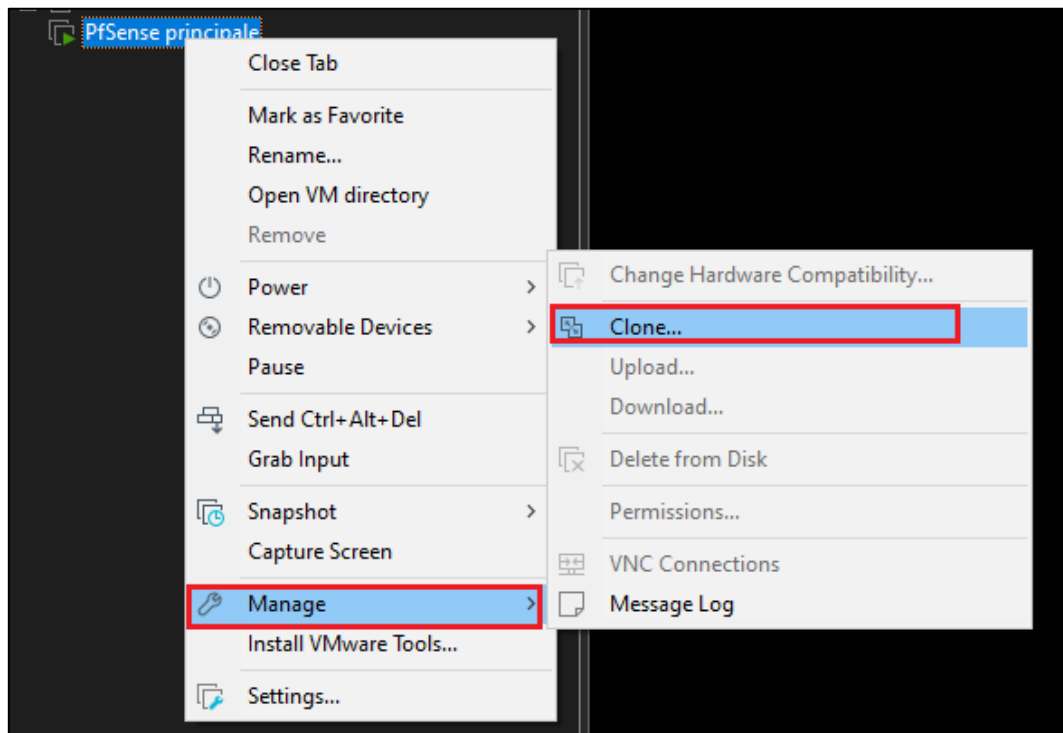 PfSense principale
Close Tab
Mark as Favorite
Rename...
Open VM directory
Remove
Power
Removable Devices
Pause
Send Ctrl+Alt+Del
Grab Input
Snapshot
Capture Screen
Manage
Install VMware Tools...
Settings...
Change Hardware Compatibility...
Clone...
Upload...
Download...
Delete from Disk
Permissions...
VNC Connections
Message Log